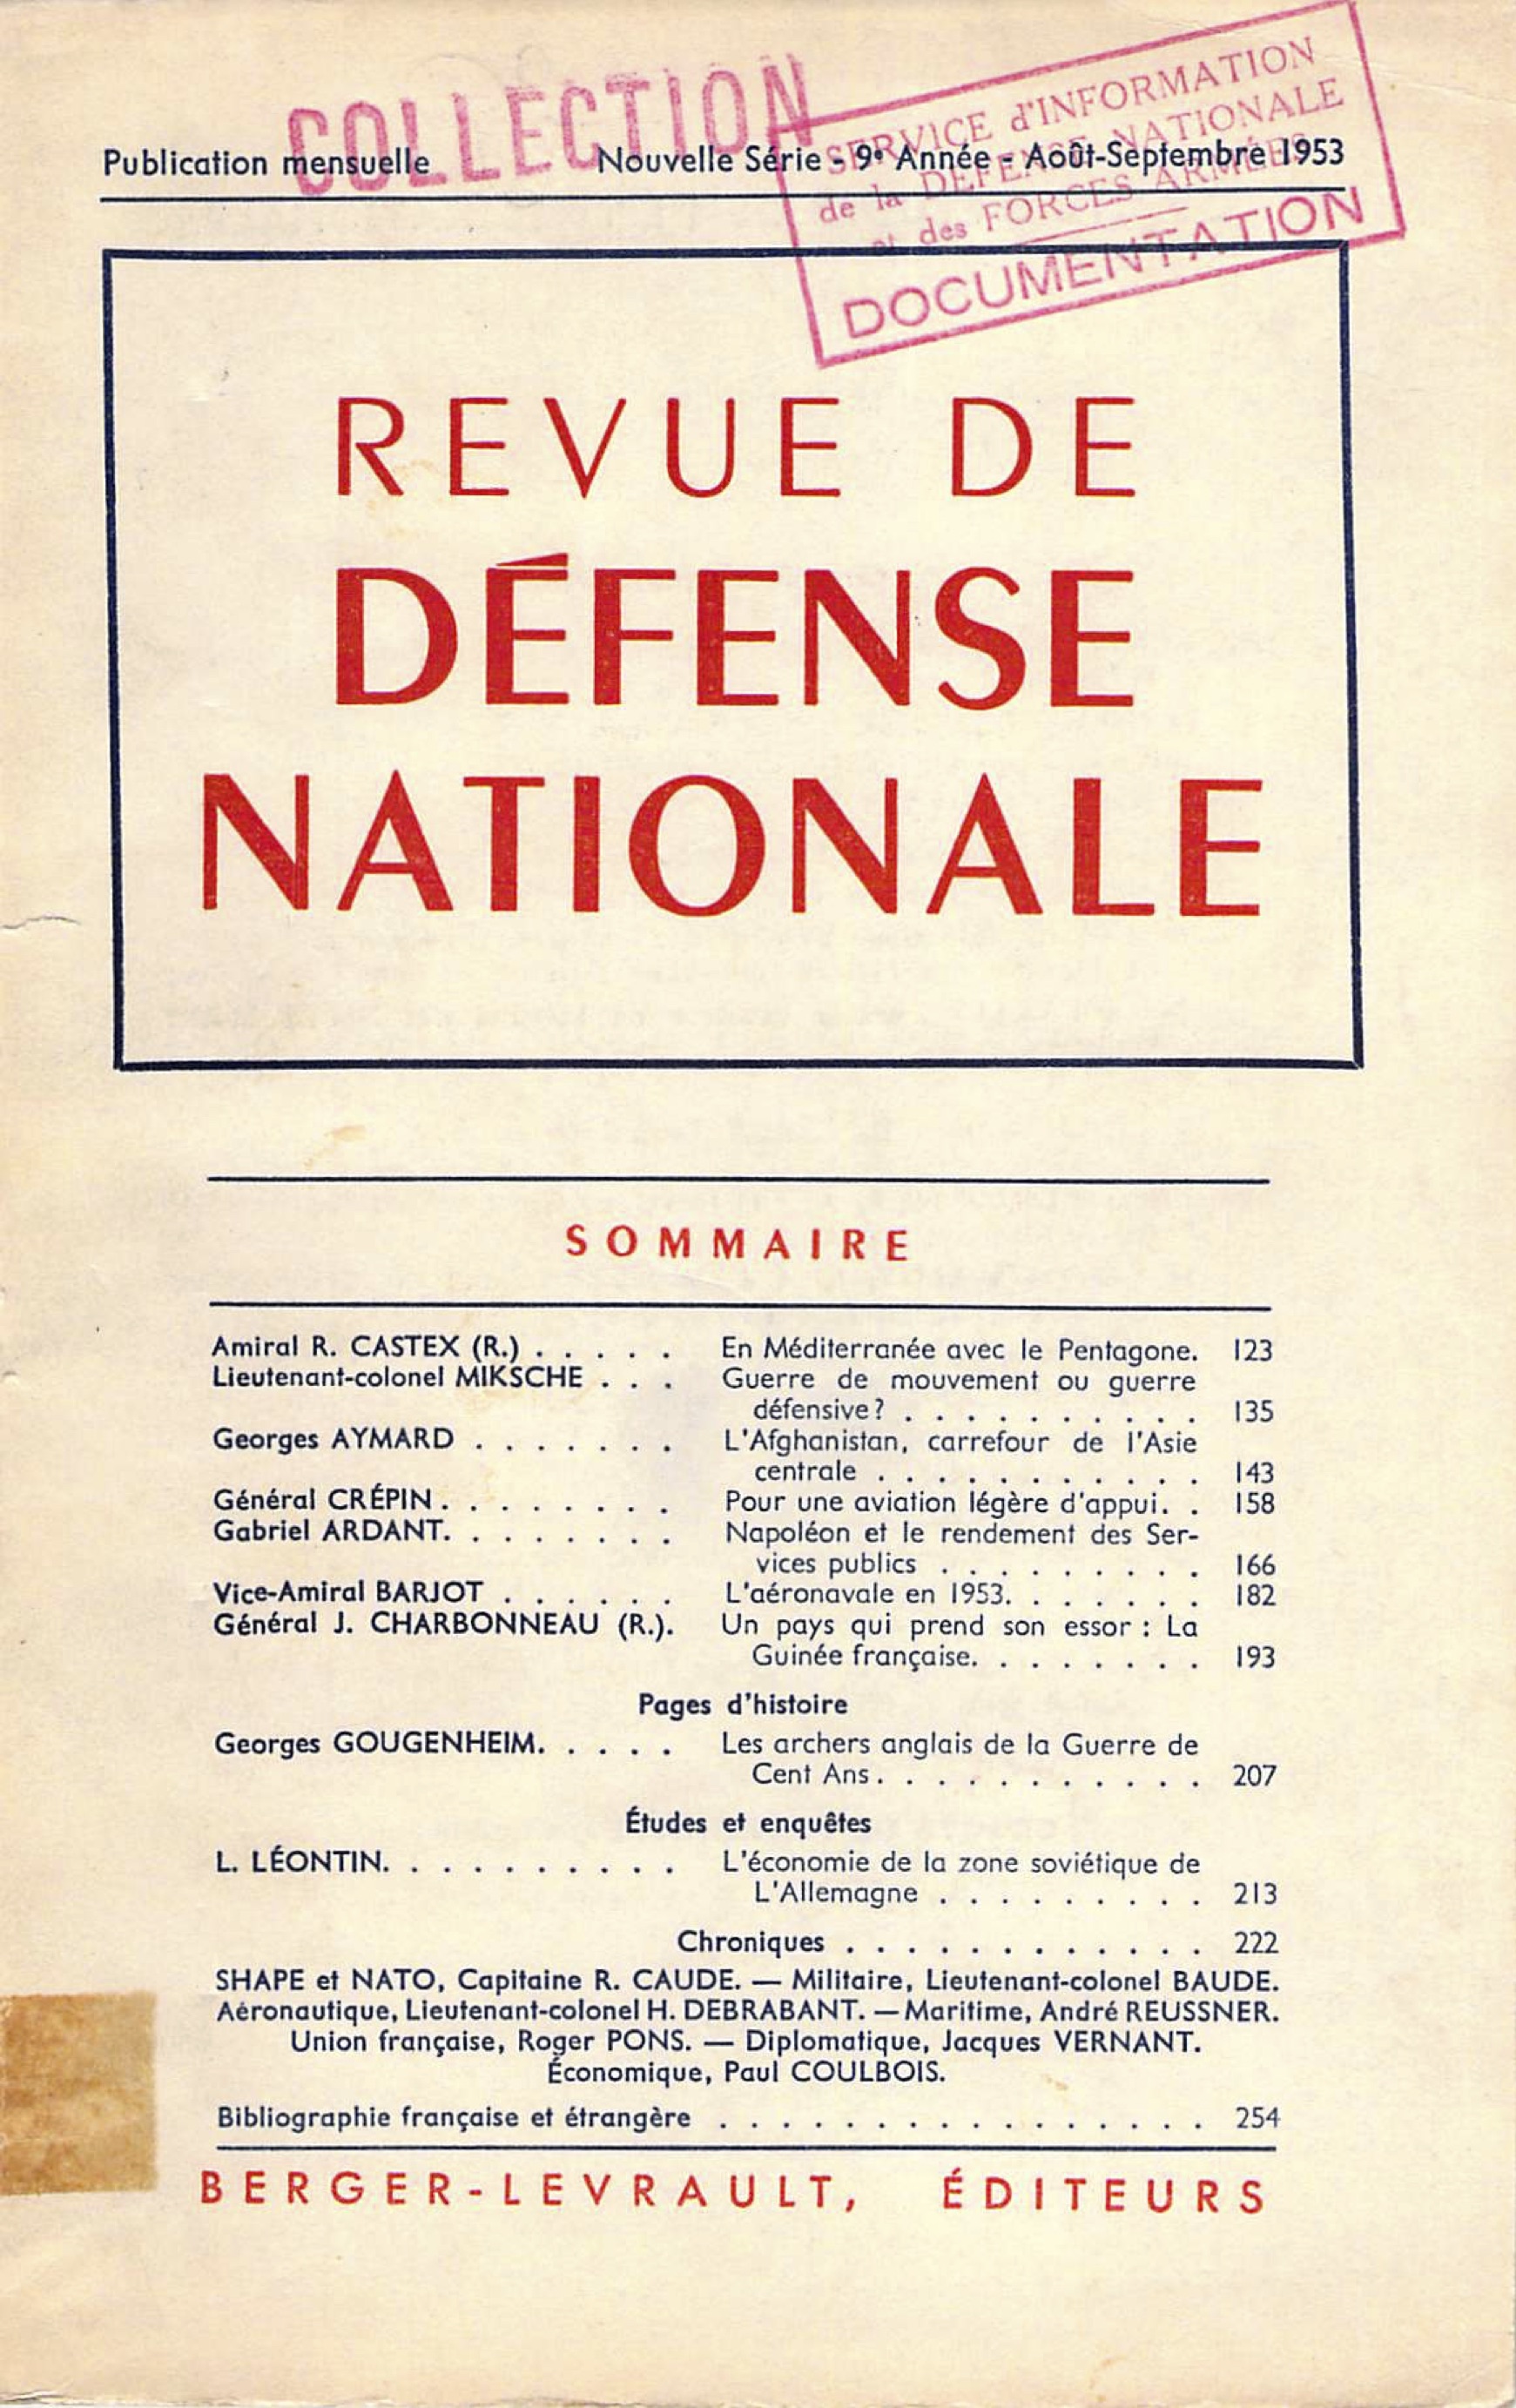 COLLECTION
SERVICE d'INFORMATION
de la DÉFENSE NATIONALE
et des FORCES ARMÉES
DOCUMENTATION
Publication mensuelle Nouvelle Série - 9e Année - Août-Septembre 1953
REVUE DE
DÉFENSE
NATIONALE
SOMMAIRE
Amiral R. CASTEX (R.) . . . . . En Méditerranée avec le Pentagone. 123
Lieutenant-colonel MIKSCHE . . . Guerre de mouvement ou guerre
défensive ? . . . . . . . . . . 135
Georges AYMARD . . . . . . . L'Afghanistan, carrefour de l'Asie
centrale . . . . . . . . . . . 143
Général CRÉPIN . . . . . . . . Pour une aviation légère d'appui. . 158
Gabriel ARDANT. . . . . . . . Napoléon et le rendement des Ser-
vices publics . . . . . . . . . 166
Vice-Amiral BARJOT . . . . . . L'aéronavale en 1953. . . . . . . 182
Général J. CHARBONNEAU (R.). Un pays qui prend son essor : La
Guinée française. . . . . . . . 193
Pages d'histoire
Georges GOUGENHEIM. . . . . Les archers anglais de la Guerre de
Cent Ans. . . . . . . . . . . 207
Études et enquêtes
L. LÉONTIN. . . . . . . . . . L'économie de la zone soviétique de
L'Allemagne . . . . . . . . . 213
Chroniques . . . . . . . . . . . . 222
SHAPE et NATO, Capitaine R. CAUDE. — Militaire, Lieutenant-colonel BAUDE.
Aéronautique, Lieutenant-colonel H. DEBRABANT. — Maritime, André REUSSNER.
Union française, Roger PONS. — Diplomatique, Jacques VERNANT.
Économique, Paul COULBOIS.
Bibliographie française et étrangère . . . . . . . . . . . . . . . . 254
BERGER-LEVRAULT, ÉDITEURS